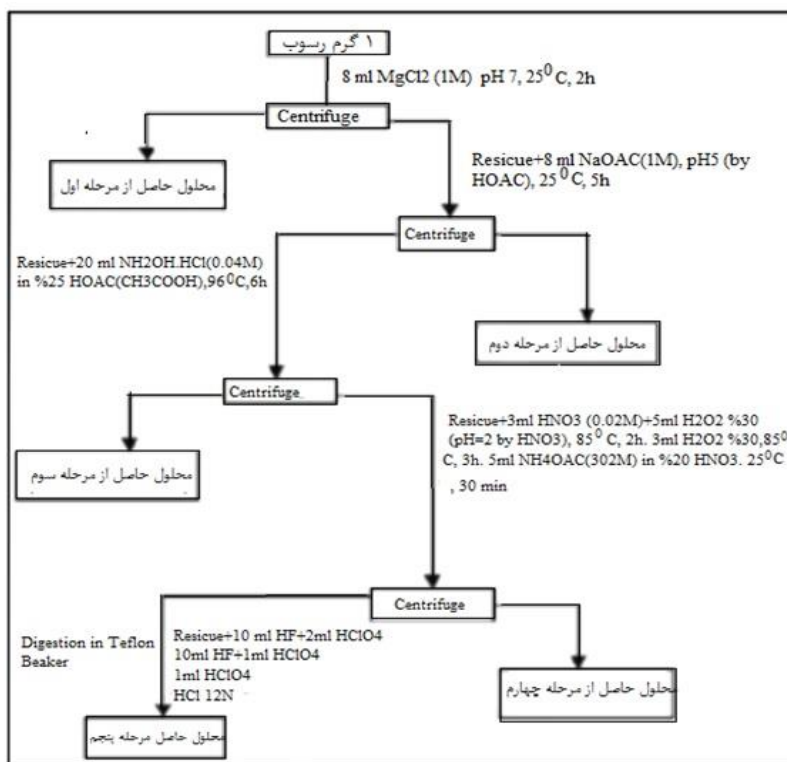 ۱ گرم رسوب
8 ml MgCl2 (1M) pH 7, 25⁰ C, 2h
Centrifuge
محلول حاصل از مرحله اول
Resicue+8 ml NaOAC(1M), pH5 (by
HOAC), 25⁰C, 5h
Centrifuge
Resicue+20 ml NH2OH.HCl(0.04M)
in %25 HOAC(CH3COOH),96⁰C,6h
محلول حاصل از مرحله دوم
Centrifuge
Resicue+3ml HNO3 (0.02M)+5ml H2O2 %30
(pH=2 by HNO3), 85⁰ C, 2h. 3ml H2O2 %30,85⁰
C, 3h. 5ml NH4OAC(302M) in %20 HNO3. 25⁰C
, 30 min
محلول حاصل از مرحله سوم
Centrifuge
Digestion in Teflon
Beaker
Resicue+10 ml HF+2ml HClO4
10ml HF+1ml HClO4
1ml HClO4
HCl 12N
محلول حاصل از مرحله چهارم
محلول حاصل مرحله پنجم